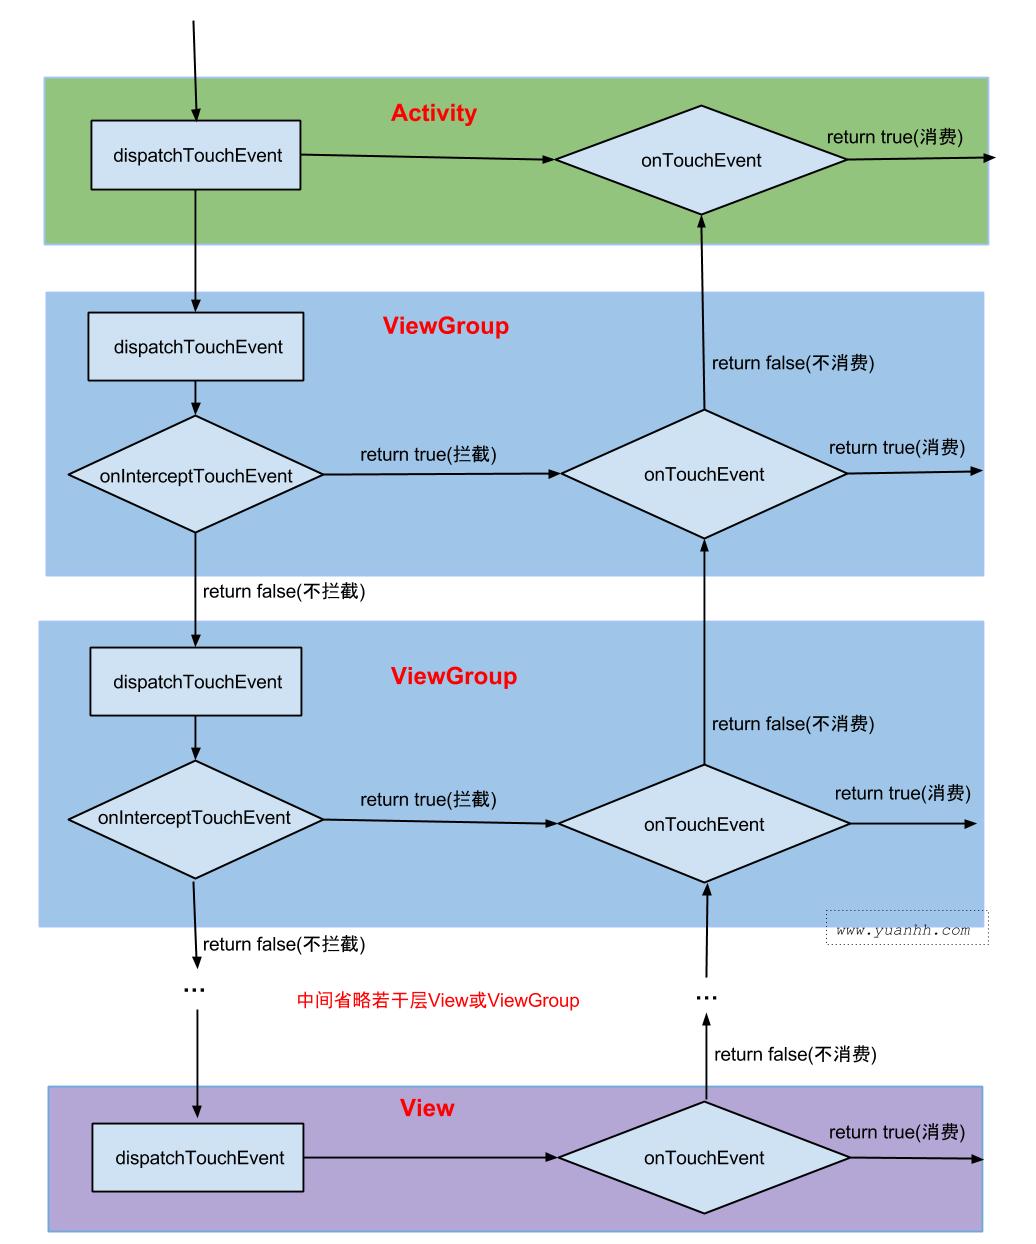 Activity
dispatchTouchEvent
onTouchEvent
return true(消费)
ViewGroup
dispatchTouchEvent
return false(不消费)
onInterceptTouchEvent
return true(拦截)
onTouchEvent
return true(消费)
return false(不拦截)
ViewGroup
dispatchTouchEvent
return false(不消费)
onInterceptTouchEvent
return true(拦截)
onTouchEvent
return true(消费)
www.yuanhh.com
return false(不拦截)
...
中间省略若干层View或ViewGroup
...
return false(不消费)
View
dispatchTouchEvent
onTouchEvent
return true(消费)